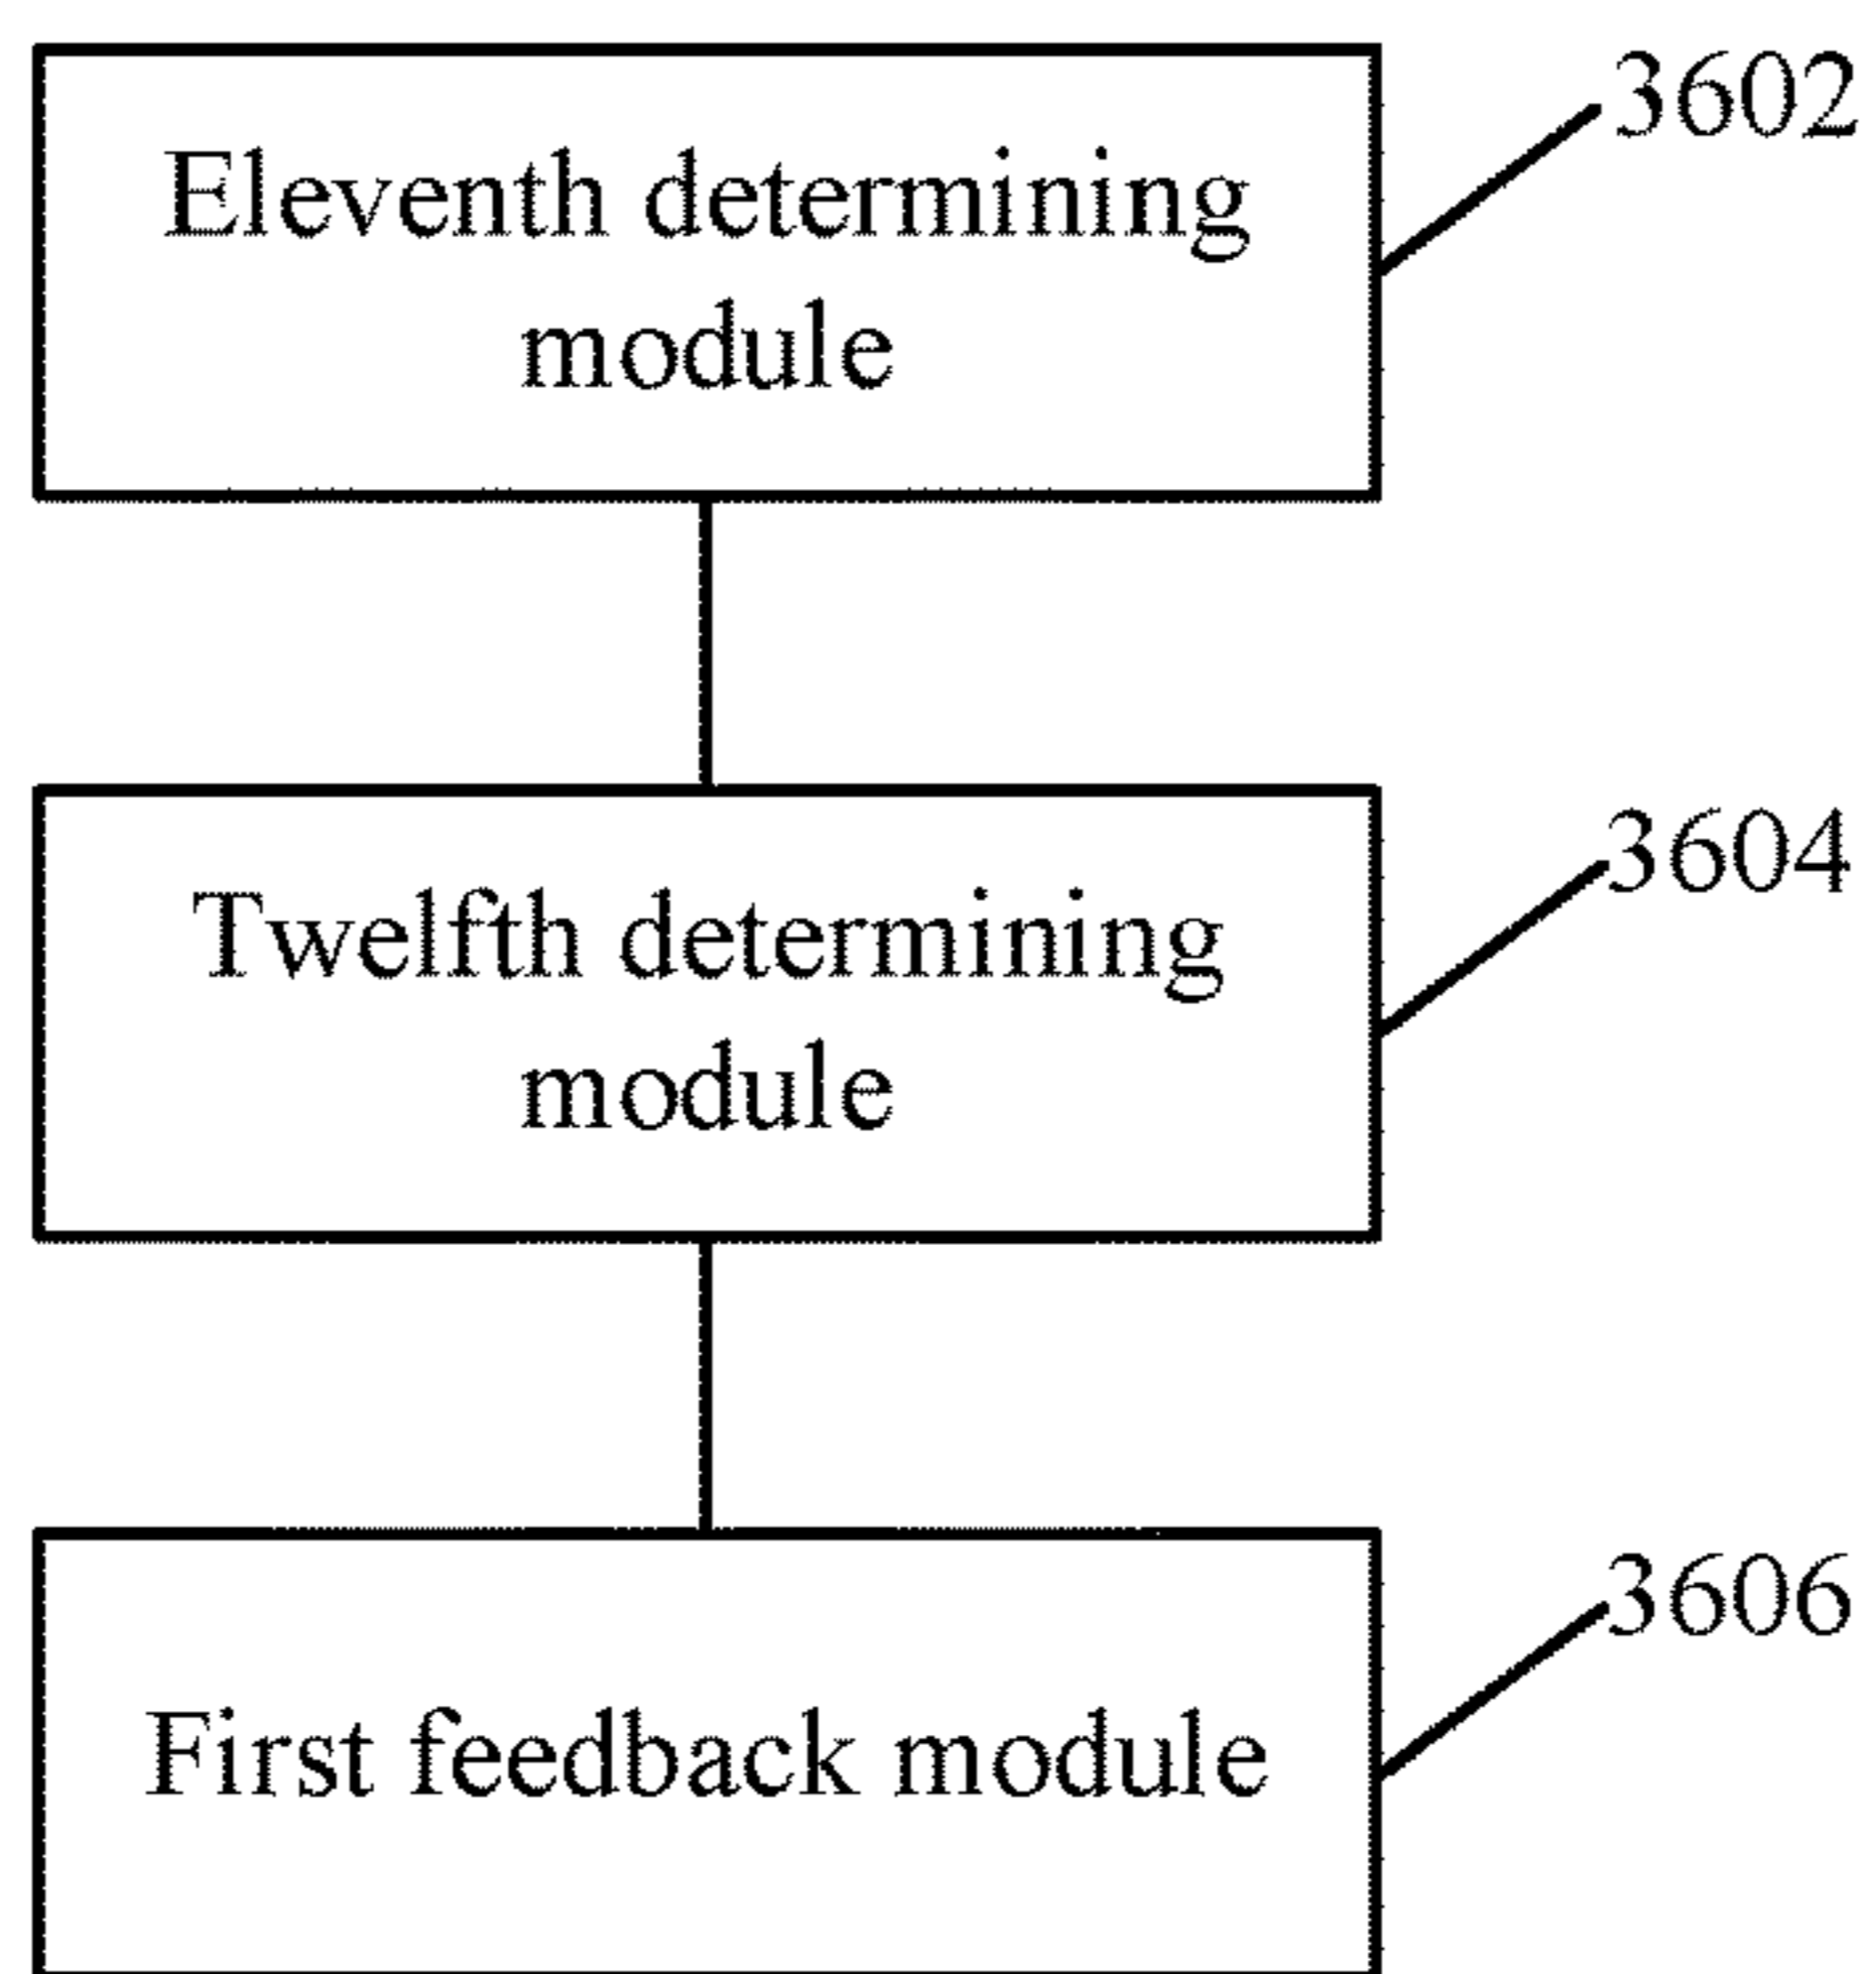 3602
Eleventh determining
module
3604
Twelfth determining
module
3606
First feedback module